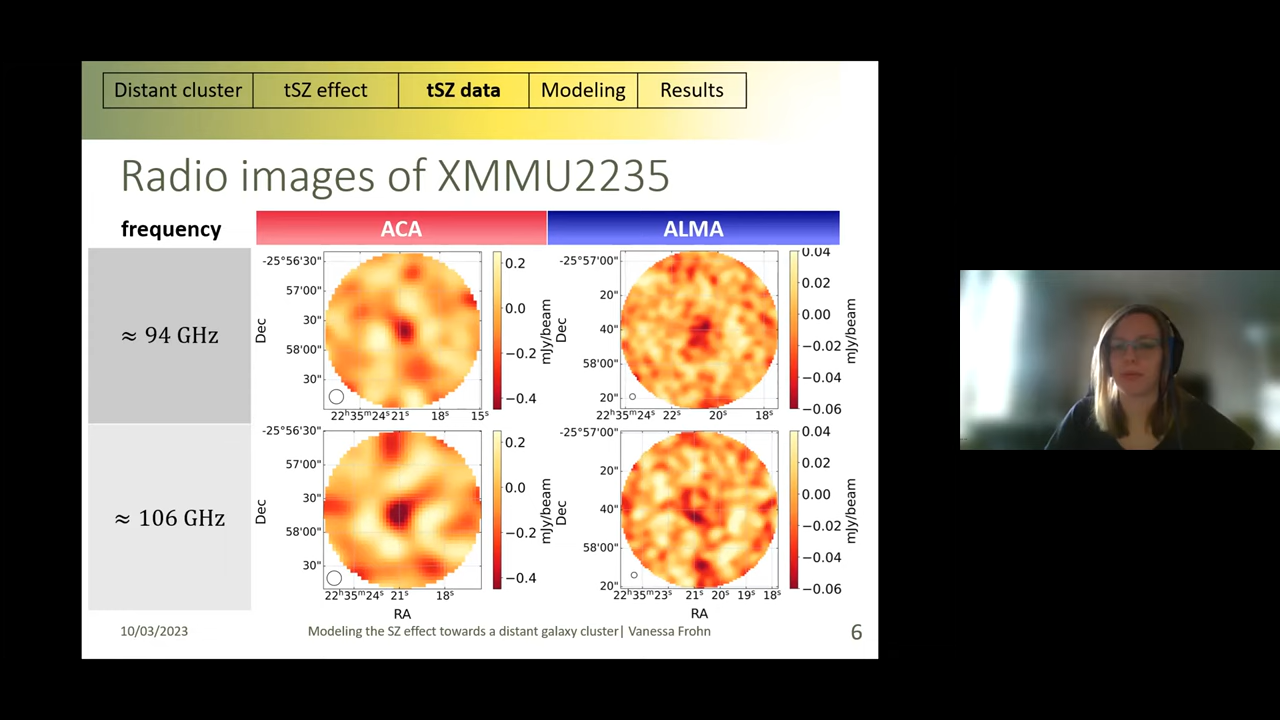 Distant cluster tSZ effect tSZ data Modeling Results
Radio images of XMMU2235
frequency ACA ALMA
≈ 94 GHz
-25°56'30"
57'00"
30"
58'00"
30"
Dec
22ʰ35ᵐ24ˢ 21ˢ 18ˢ 15ˢ
0.2
0.0
−0.2
−0.4
mJy/beam
-25°57'00"
20"
40"
58'00"
20"
Dec
22ʰ35ᵐ24ˢ 22ˢ 20ˢ 18ˢ
0.04
0.02
0.00
−0.02
−0.04
−0.06
mJy/beam
≈ 106 GHz
-25°56'30"
57'00"
30"
58'00"
30"
Dec
22ʰ35ᵐ24ˢ 21ˢ 18ˢ
RA
0.2
0.0
−0.2
−0.4
mJy/beam
-25°57'00"
20"
40"
58'00"
20"
Dec
22ʰ35ᵐ23ˢ 21ˢ 20ˢ 19ˢ 18ˢ
RA
0.04
0.02
0.00
−0.02
−0.04
−0.06
mJy/beam
10/03/2023 Modeling the SZ effect towards a distant galaxy cluster| Vanessa Frohn 6